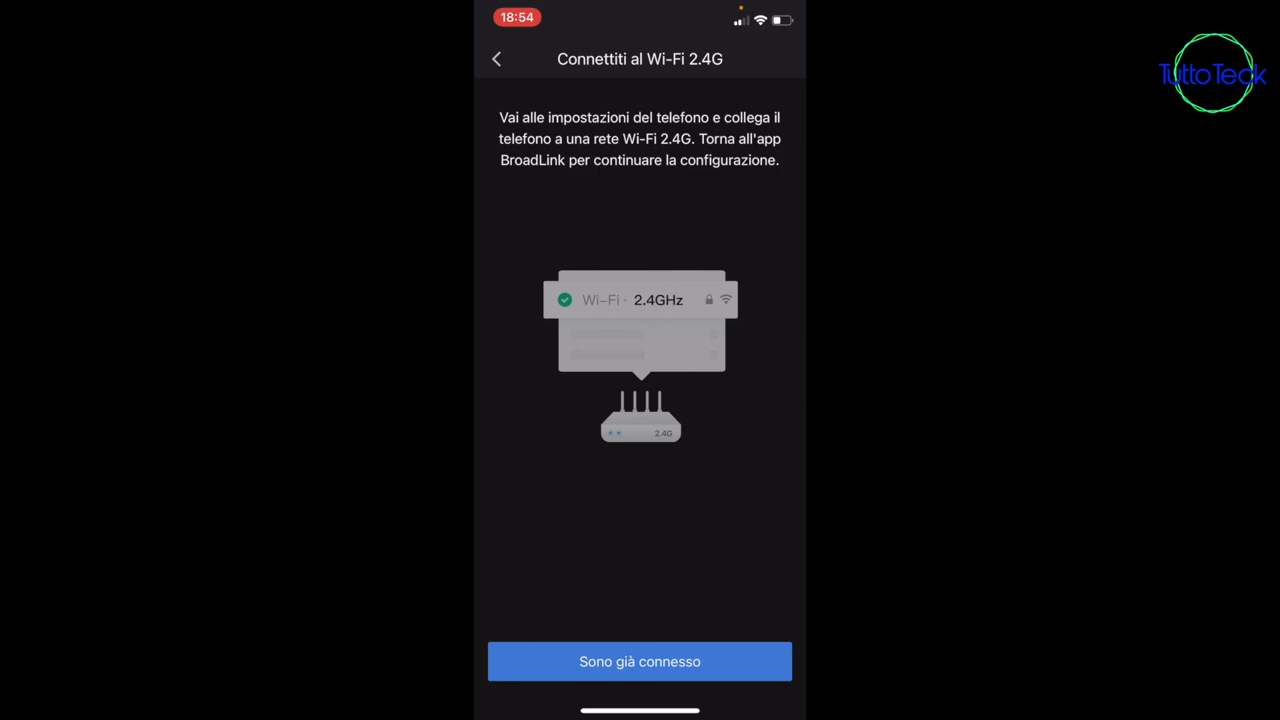 18:54
Connettiti al Wi-Fi 2.4G
TuttoTeck
Vai alle impostazioni del telefono e collega il
telefono a una rete Wi-Fi 2.4G. Torna all'app
BroadLink per continuare la configurazione.
Wi-Fi · 2.4GHz
2.4G
Sono già connesso